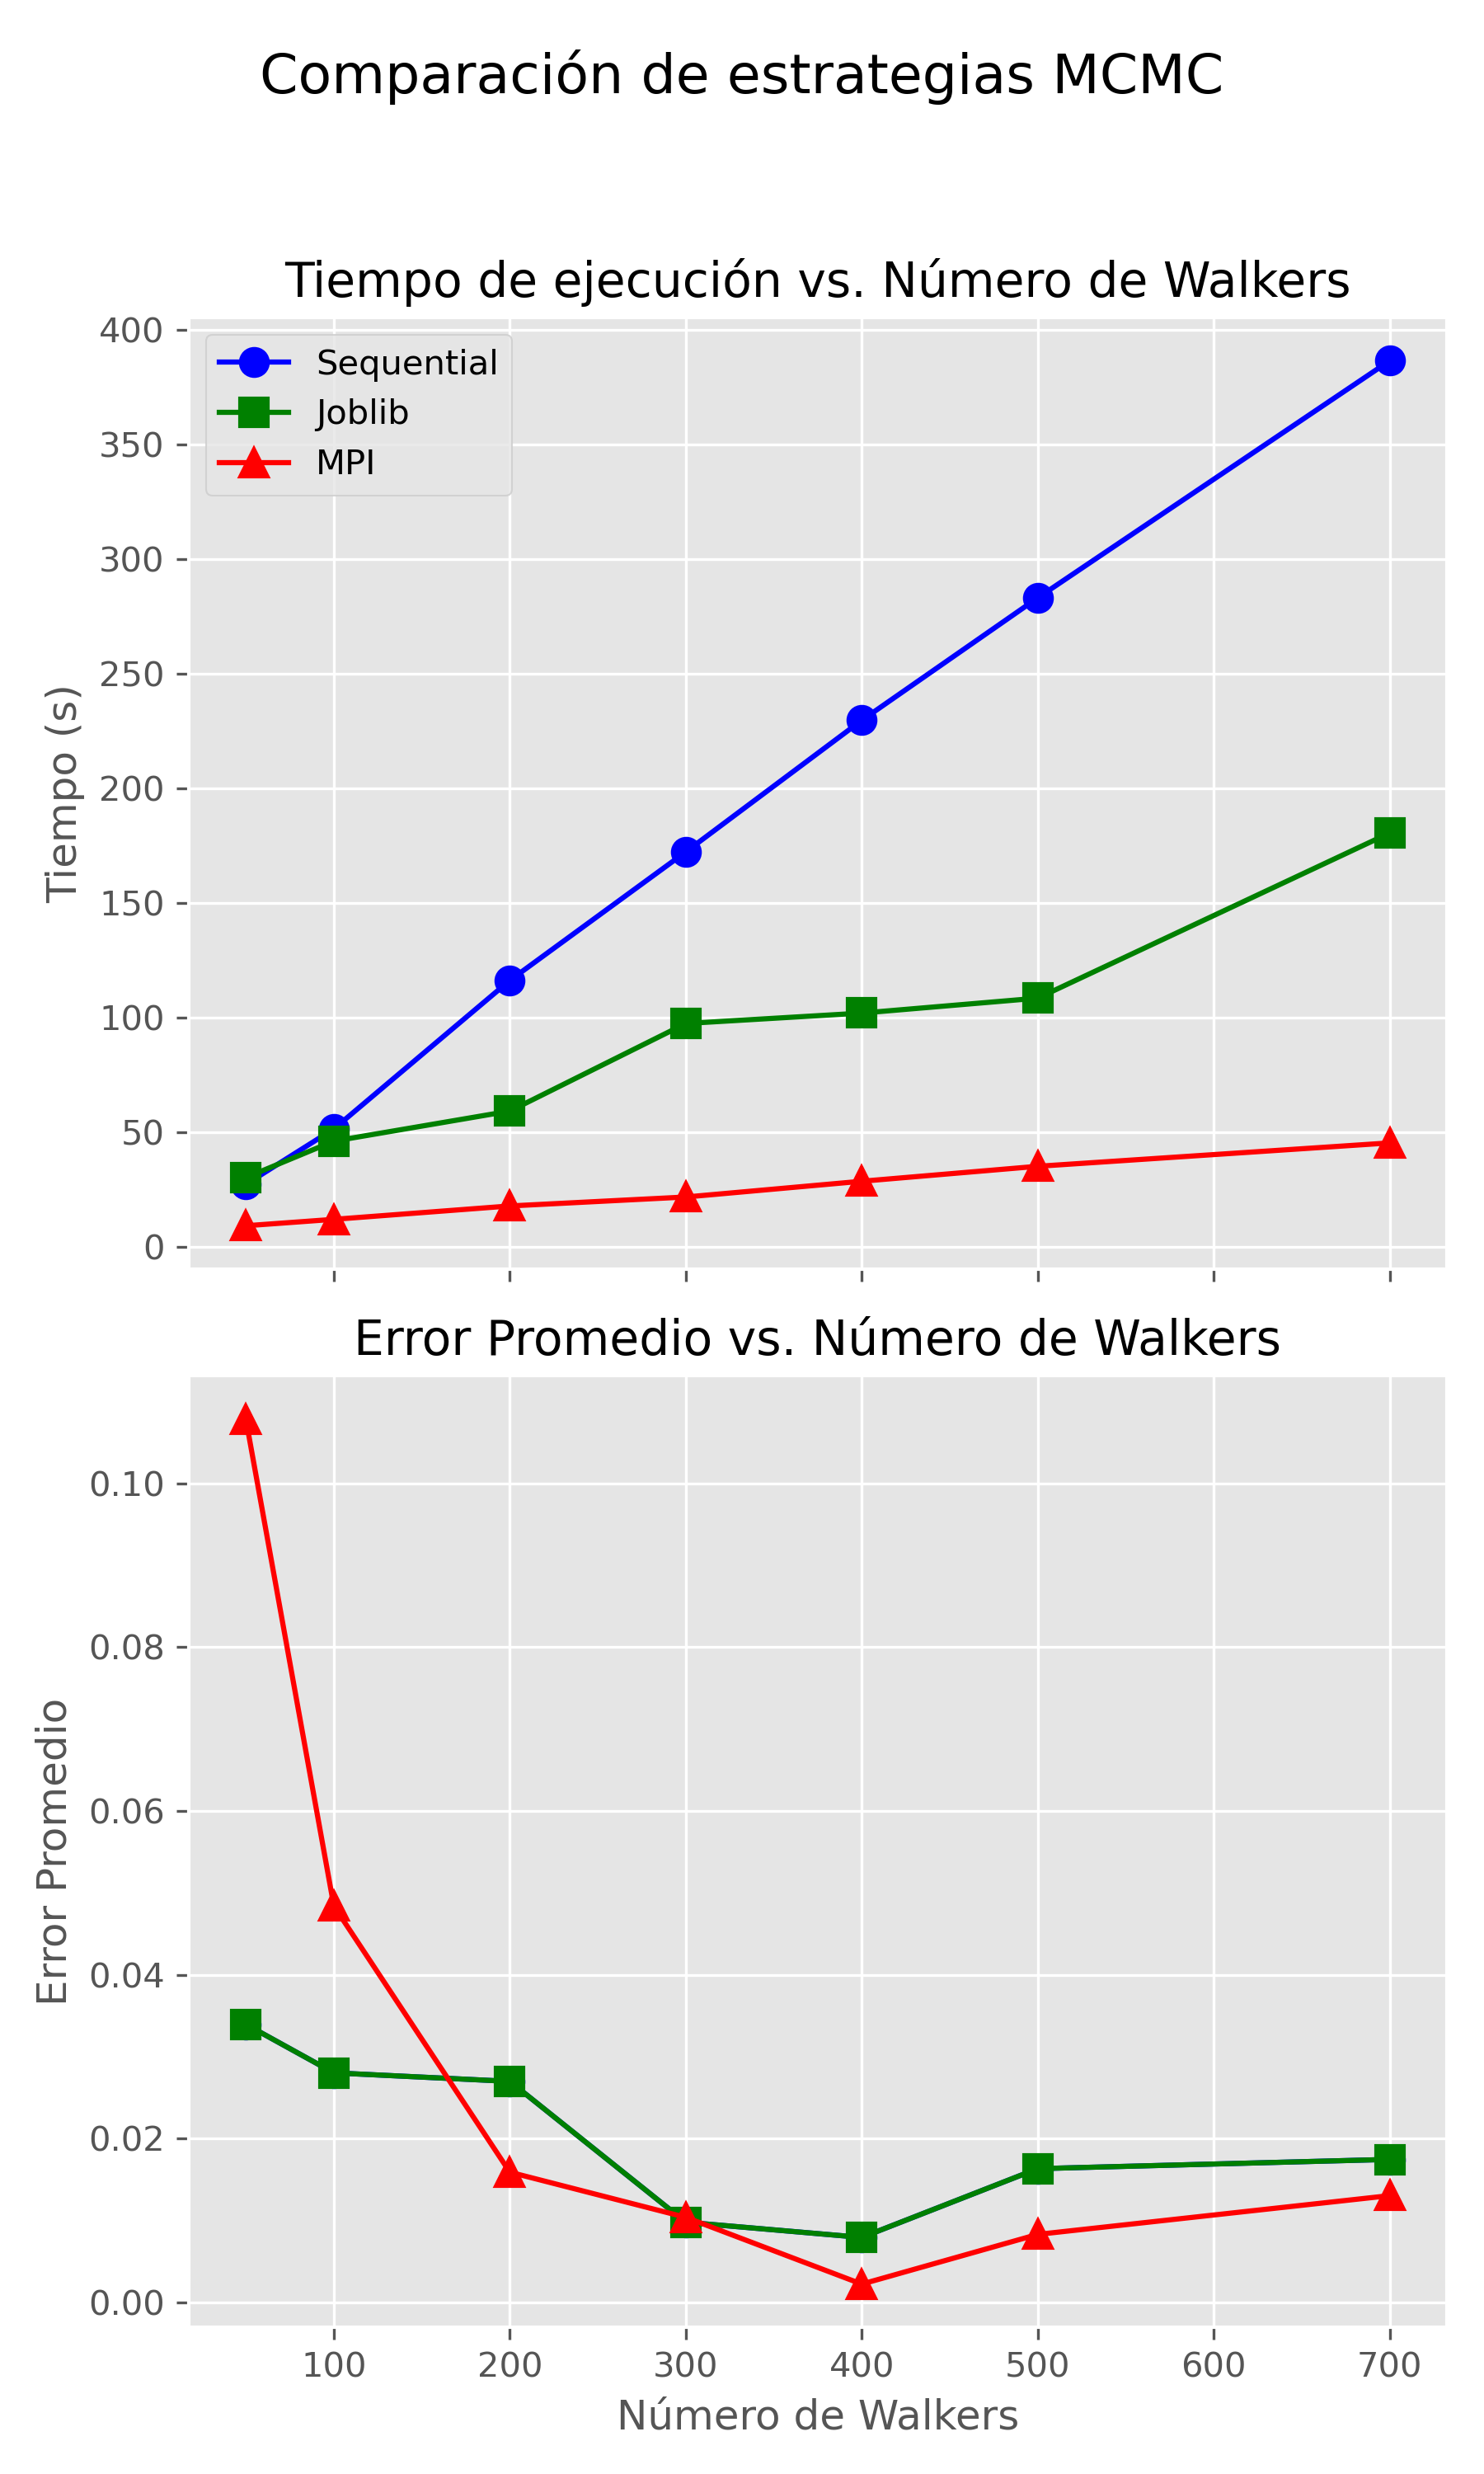 Comparación de estrategias MCMC
Tiempo de ejecución vs. Número de Walkers
400
350
300
250
200
150
100
50
0
Tiempo (s)
Sequential
Joblib
MPI
Error Promedio vs. Número de Walkers
0.10
0.08
0.06
0.04
0.02
0.00
Error Promedio
100 200 300 400 500 600 700
Número de Walkers